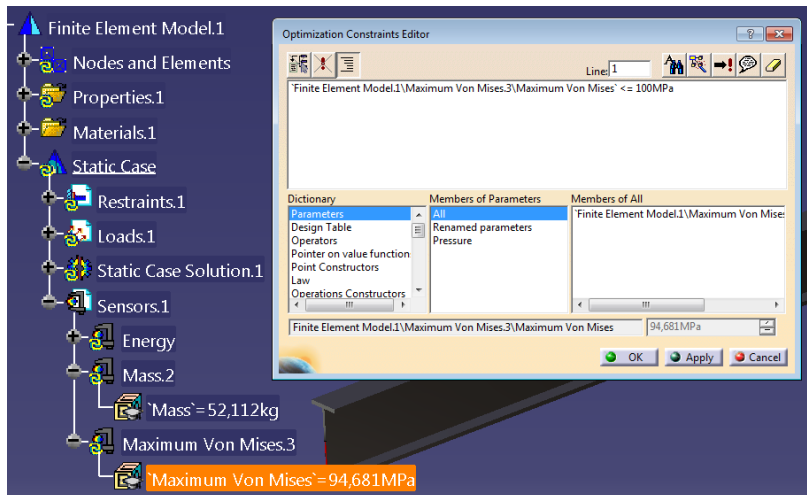 Finite Element Model.1
Nodes and Elements
Properties.1
Materials.1
Static Case
Restraints.1
Loads.1
Static Case Solution.1
Sensors.1
Energy
Mass.2
`Mass`=52,112kg
Maximum Von Mises.3
`Maximum Von Mises`=94,681MPa
Optimization Constraints Editor
Line: 1
`Finite Element Model.1\Maximum Von Mises.3\Maximum Von Mises` <= 100MPa
Dictionary Members of Parameters Members of All
Parameters All `Finite Element Model.1\Maximum Von Mises
Design Table Renamed parameters
Operators Pressure
Pointer on value function
Point Constructors
Law
Operations Constructors
Finite Element Model.1\Maximum Von Mises.3\Maximum Von Mises 94,681MPa
OK Apply Cancel